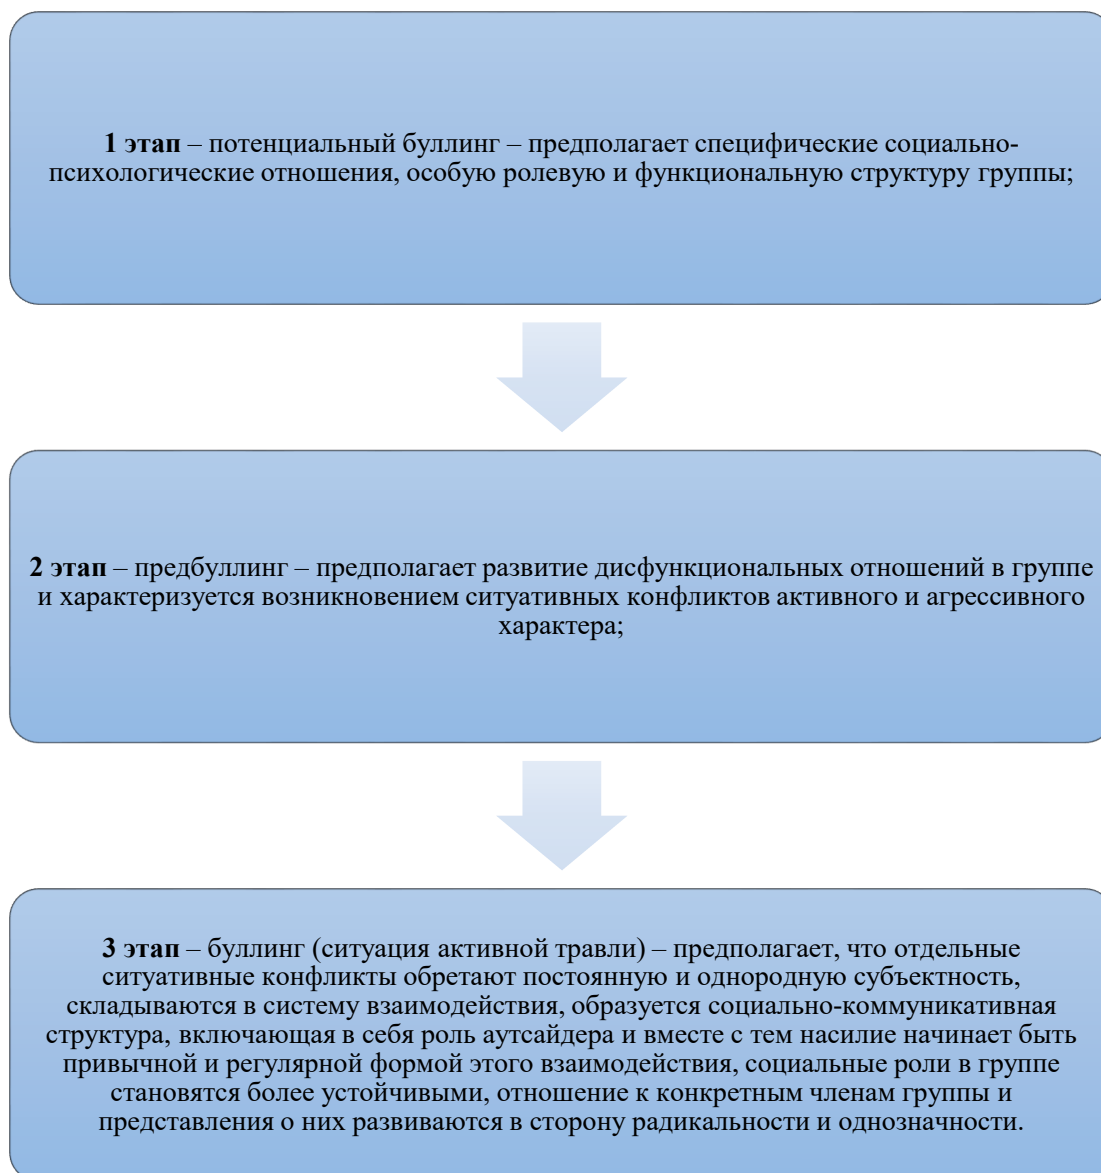 1 этап – потенциальный буллинг – предполагает специфические социально-
психологические отношения, особую ролевую и функциональную структуру группы;
2 этап – предбуллинг – предполагает развитие дисфункциональных отношений в группе
и характеризуется возникновением ситуативных конфликтов активного и агрессивного
характера;
3 этап – буллинг (ситуация активной травли) – предполагает, что отдельные
ситуативные конфликты обретают постоянную и однородную субъектность,
складываются в систему взаимодействия, образуется социально-коммуникативная
структура, включающая в себя роль аутсайдера и вместе с тем насилие начинает быть
привычной и регулярной формой этого взаимодействия, социальные роли в группе
становятся более устойчивыми, отношение к конкретным членам группы и
представления о них развиваются в сторону радикальности и однозначности.